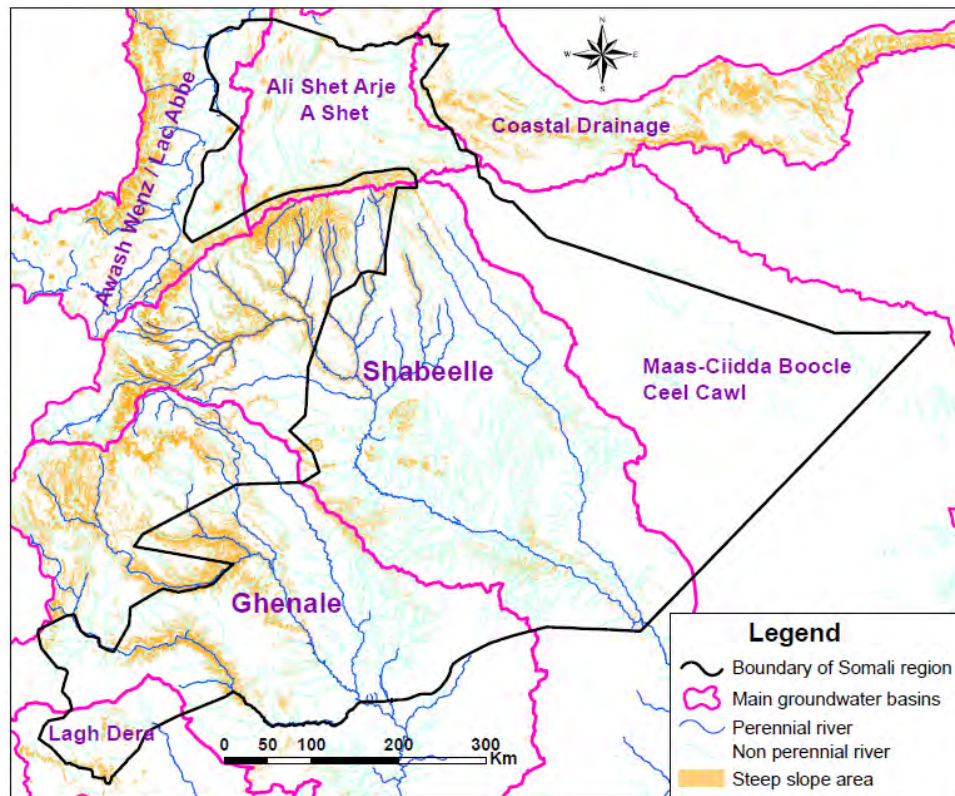 N
W E
S
Ali Shet Arje
A Shet
Coastal Drainage
Awash Wenz / Lac Abbe
Shabeelle
Maas-Ciidda Boocle
Ceel Cawl
Ghenale
Lagh Dera
0 50 100 200 300
Km
Legend
Boundary of Somali region
Main groundwater basins
Perennial river
Non perennial river
Steep slope area